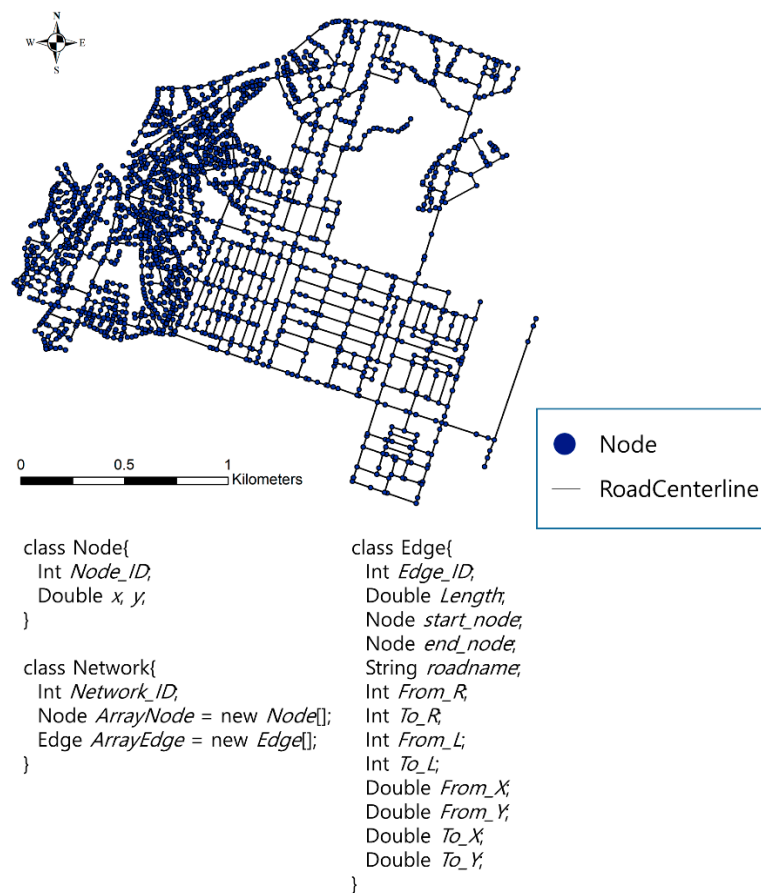 N
W E
S
0 0.5 1
Kilometers
Node
RoadCenterline
class Node{
Int Node_ID;
Double x, y;
}
class Network{
Int Network_ID;
Node ArrayNode = new Node[];
Edge ArrayEdge = new Edge[];
}
class Edge{
Int Edge_ID;
Double Length;
Node start_node;
Node end_node;
String roadname;
Int From_R;
Int To_R;
Int From_L;
Int To_L;
Double From_X;
Double From_Y;
Double To_X;
Double To_Y;
}